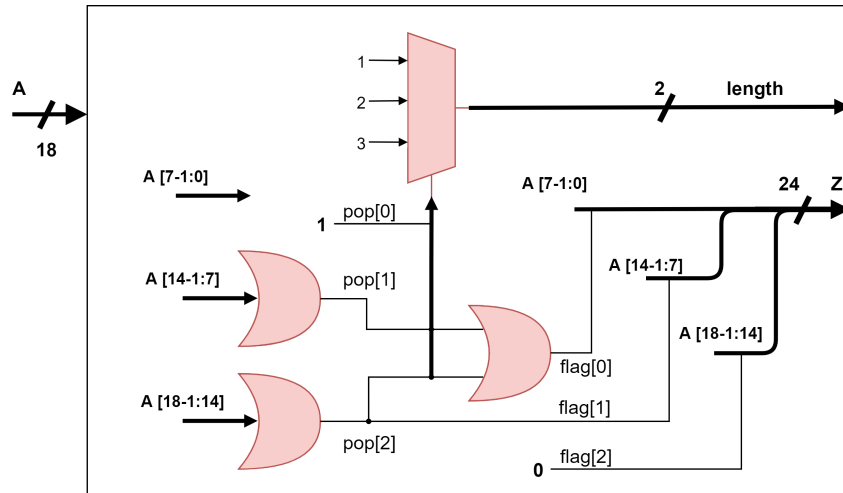 1
A
2
length
2
18
3
A [7-1:0]
A [7-1:0]
24
Z
pop[0]
1
A [14-1:7]
A [14-1:7]
pop[1]
A [18-1:14]
flag[0]
A [18-1:14]
flag[1]
pop[2]
flag[2]
0